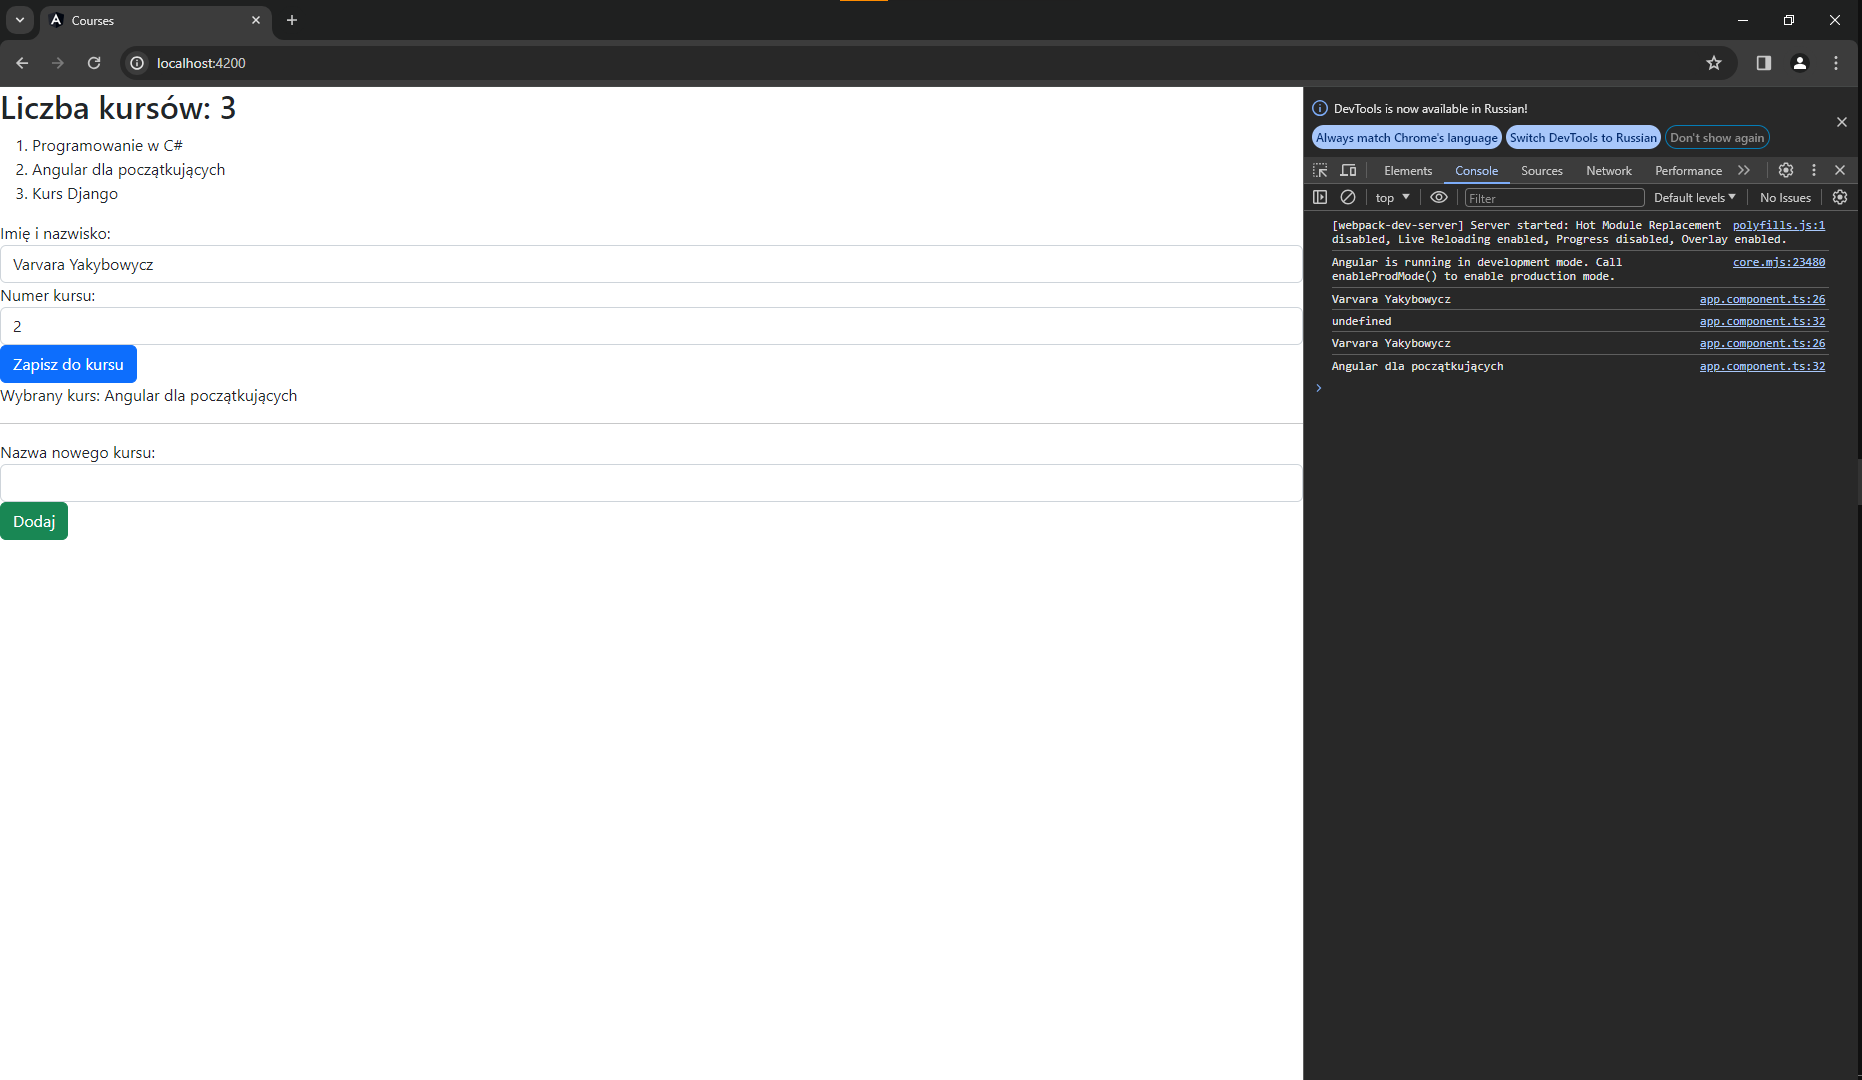 Courses
localhost:4200
Liczba kursów: 3
1. Programowanie w C#
2. Angular dla początkujących
3. Kurs Django
Imię i nazwisko:
Varvara Yakybowycz
Numer kursu:
2
Zapisz do kursu
Wybrany kurs: Angular dla początkujących
Nazwa nowego kursu:
Dodaj
DevTools is now available in Russian!
Always match Chrome's language Switch DevTools to Russian Don't show again
Elements Console Sources Network Performance
top Filter Default levels No Issues
[webpack-dev-server] Server started: Hot Module Replacement polyfills.js:1
disabled, Live Reloading enabled, Progress disabled, Overlay enabled.
Angular is running in development mode. Call core.mjs:23480
enableProdMode() to enable production mode.
Varvara Yakybowycz app.component.ts:26
undefined app.component.ts:32
Varvara Yakybowycz app.component.ts:26
Angular dla początkujących app.component.ts:32